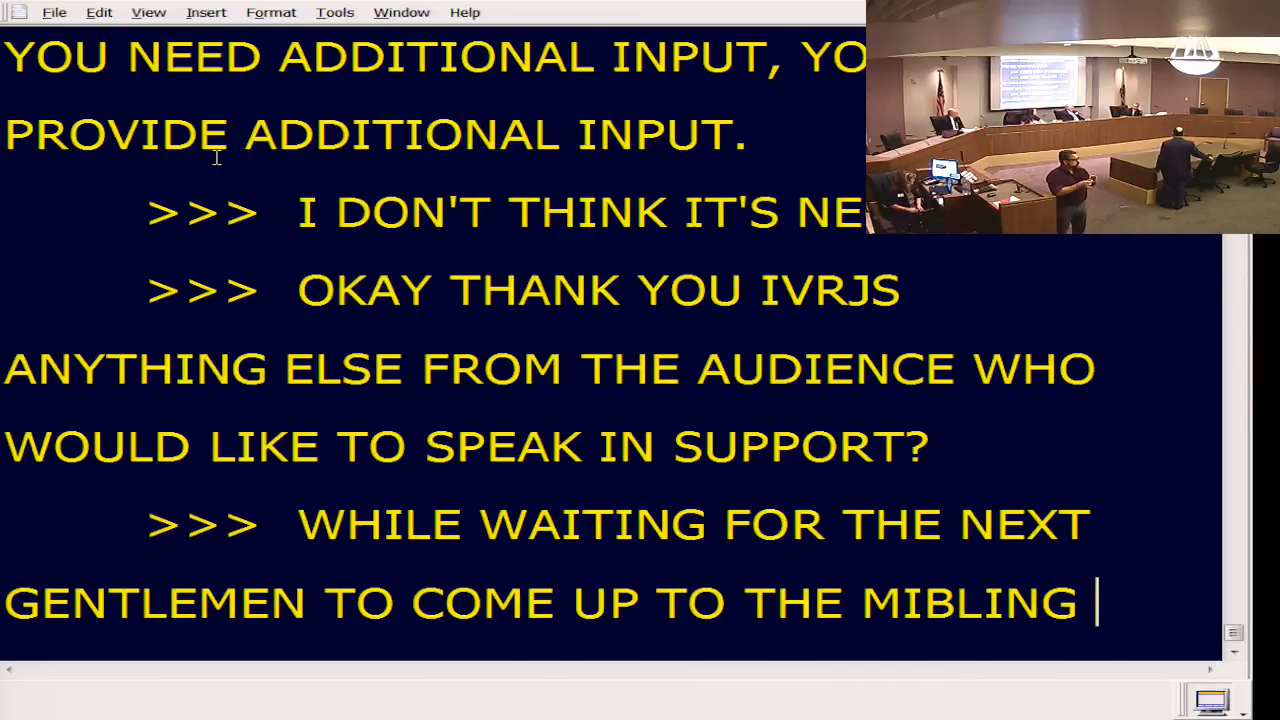 File Edit View Insert Format Tools Window Help
YOU NEED ADDITIONAL INPUT, YO
PROVIDE ADDITIONAL INPUT.
>>> I DON'T THINK IT'S NE
>>> OKAY THANK YOU IVRJS
ANYTHING ELSE FROM THE AUDIENCE WHO
WOULD LIKE TO SPEAK IN SUPPORT?
>>> WHILE WAITING FOR THE NEXT
GENTLEMEN TO COME UP TO THE MIBLING